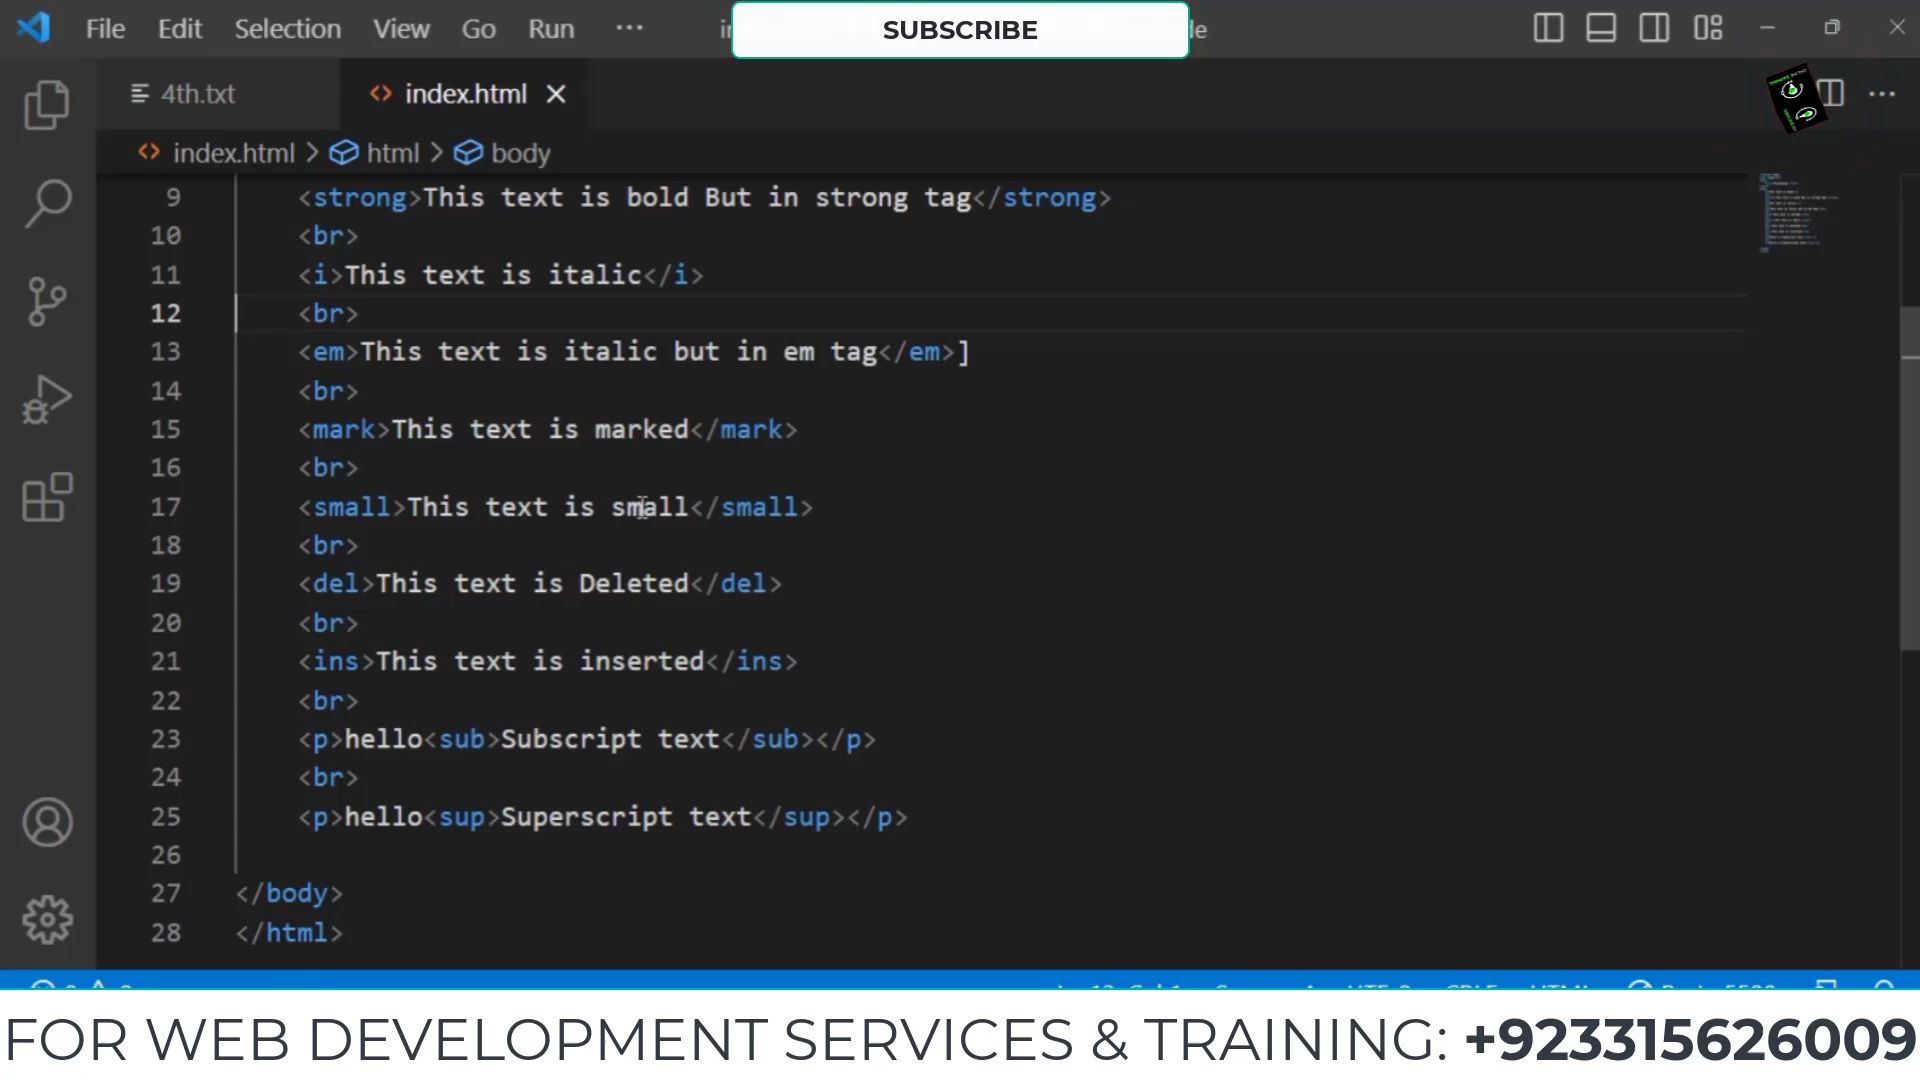 File Edit Selection View Go Run ···
SUBSCRIBE
4th.txt
index.html
index.html > html > body
9 <strong>This text is bold But in strong tag</strong>
10 <br>
11 <i>This text is italic</i>
12 <br>
13 <em>This text is italic but in em tag</em>]
14 <br>
15 <mark>This text is marked</mark>
16 <br>
17 <small>This text is small</small>
18 <br>
19 <del>This text is Deleted</del>
20 <br>
21 <ins>This text is inserted</ins>
22 <br>
23 <p>hello<sub>Subscript text</sub></p>
24 <br>
25 <p>hello<sup>Superscript text</sup></p>
26
27 </body>
28 </html>
FOR WEB DEVELOPMENT SERVICES & TRAINING: +923315626009